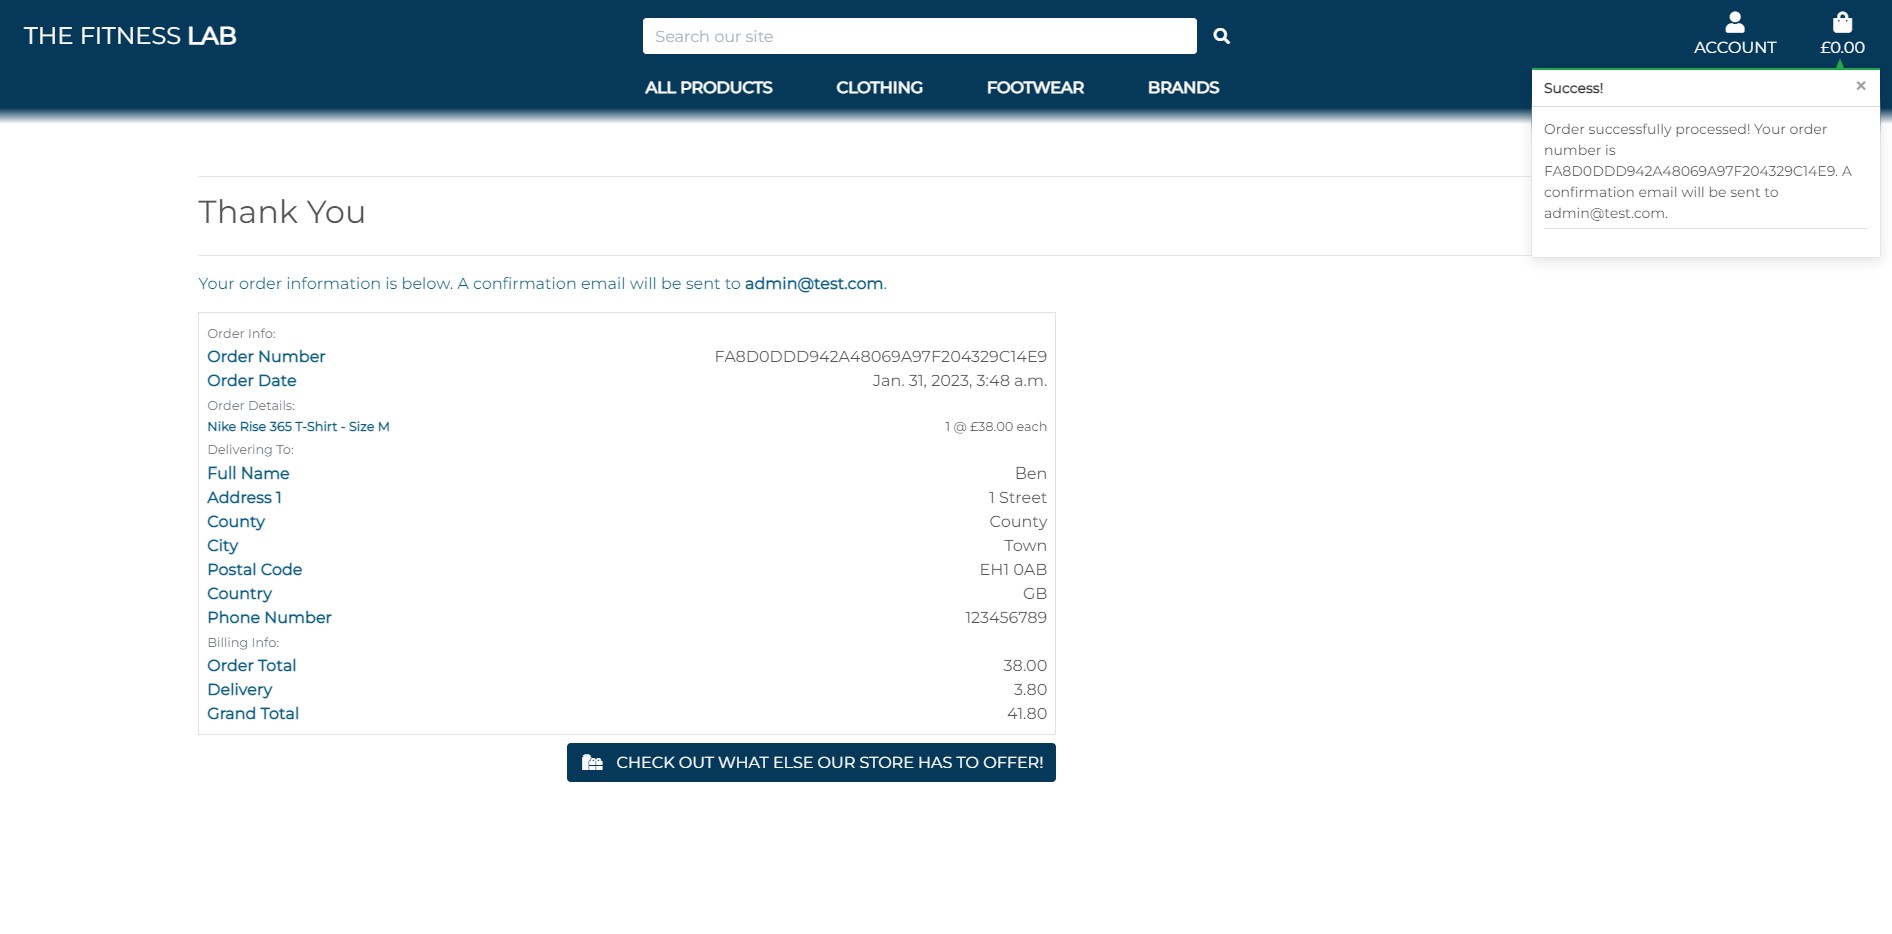 THE FITNESS LAB
Search our site
ACCOUNT
£0.00
ALL PRODUCTS
CLOTHING
FOOTWEAR
BRANDS
Success!
×
Order successfully processed! Your order
number is
FA8D0DDD942A48069A97F204329C14E9. A
confirmation email will be sent to
admin@test.com.
Thank You
Your order information is below. A confirmation email will be sent to admin@test.com.
Order Info:
Order Number FA8D0DDD942A48069A97F204329C14E9
Order Date Jan. 31, 2023, 3:48 a.m.
Order Details:
Nike Rise 365 T-Shirt - Size M 1 @ £38.00 each
Delivering To:
Full Name Ben
Address 1 1 Street
County County
City Town
Postal Code EH1 0AB
Country GB
Phone Number 123456789
Billing Info:
Order Total 38.00
Delivery 3.80
Grand Total 41.80
CHECK OUT WHAT ELSE OUR STORE HAS TO OFFER!